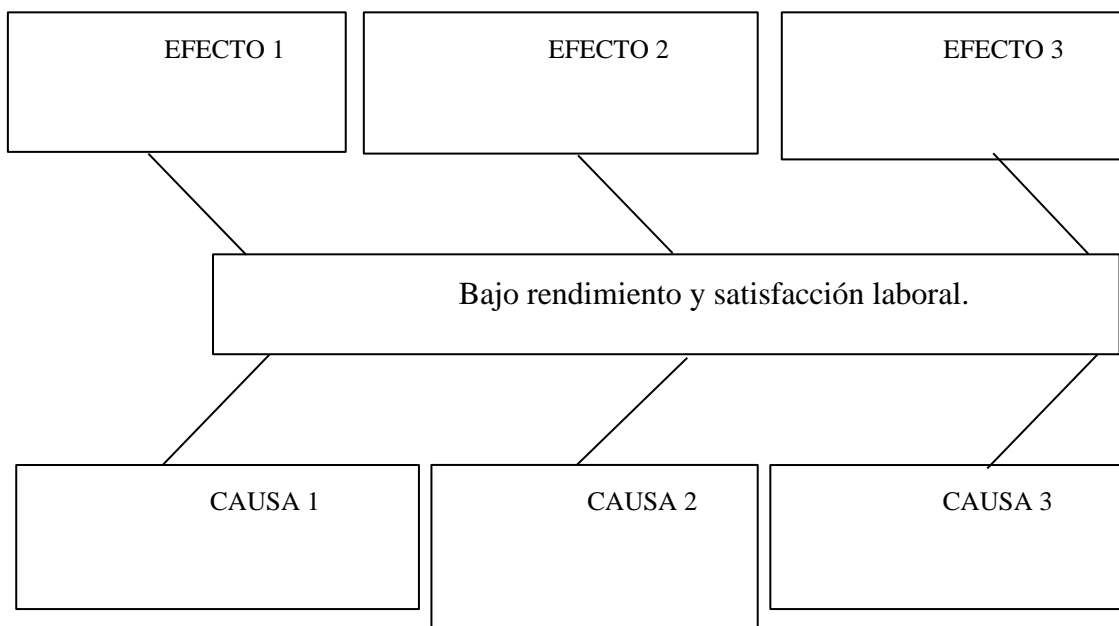 EFECTO 1
EFECTO 2
EFECTO 3
Bajo rendimiento y satisfacción laboral.
CAUSA 1
CAUSA 2
CAUSA 3